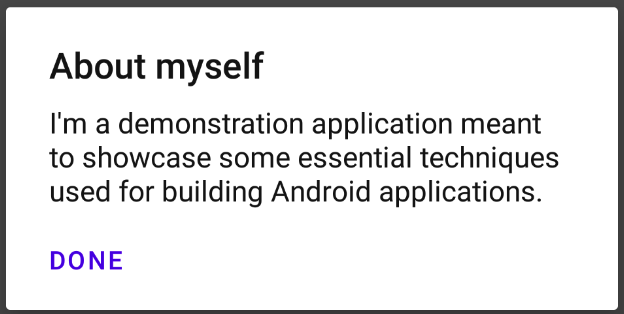 About myself
I'm a demonstration application meant
to showcase some essential techniques
used for building Android applications.
DONE